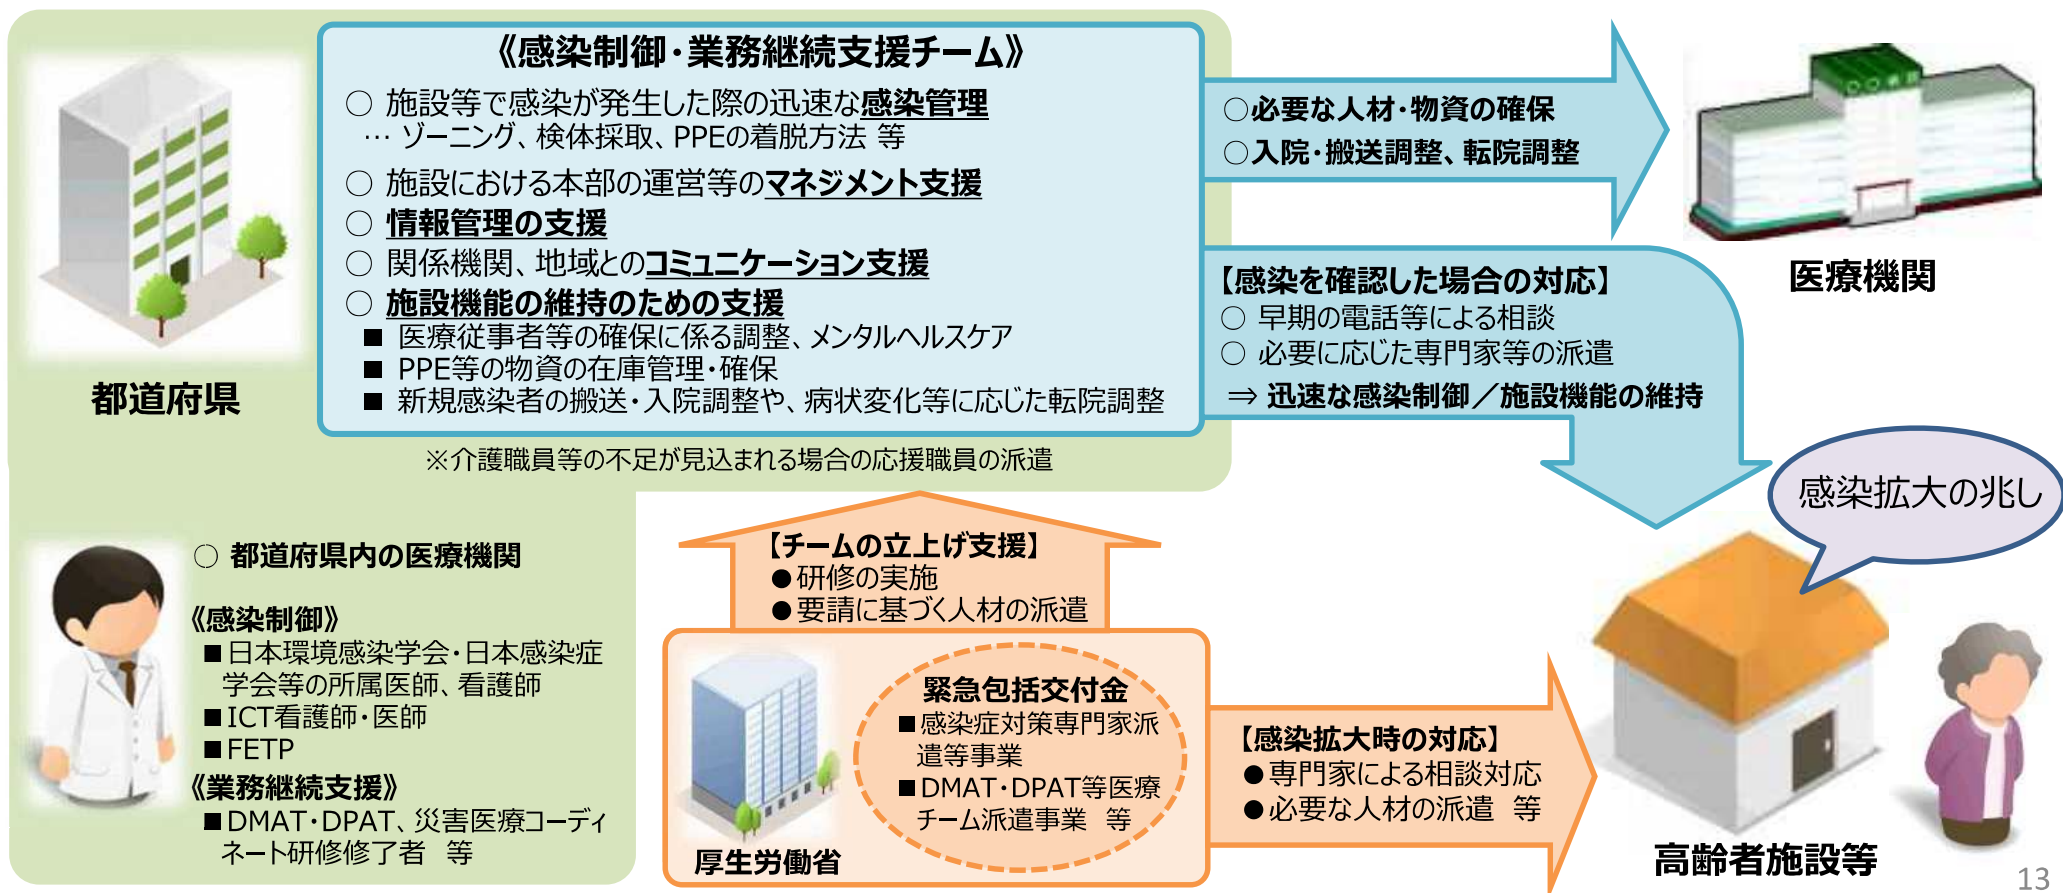 《感染制御・業務継続支援チーム》
○ 施設等で感染が発生した際の迅速な感染管理
… ゾーニング、検体採取、PPEの着脱方法 等
○ 施設における本部の運営等のマネジメント支援
○ 情報管理の支援
○ 関係機関、地域とのコミュニケーション支援
○ 施設機能の維持のための支援
■ 医療従事者等の確保に係る調整、メンタルヘルスケア
■ PPE等の物資の在庫管理・確保
■ 新規感染者の搬送・入院調整や、病状変化等に応じた転院調整
都道府県
※介護職員等の不足が見込まれる場合の応援職員の派遣
○必要な人材・物資の確保
○入院・搬送調整、転院調整
医療機関
【感染を確認した場合の対応】
○ 早期の電話等による相談
○ 必要に応じた専門家等の派遣
⇒ 迅速な感染制御／施設機能の維持
感染拡大の兆し
○ 都道府県内の医療機関
《感染制御》
■日本環境感染学会・日本感染症
学会等の所属医師、看護師
■ICT看護師・医師
■FETP
《業務継続支援》
■DMAT・DPAT、災害医療コーディ
ネート研修修了者 等
【チームの立上げ支援】
●研修の実施
●要請に基づく人材の派遣
緊急包括交付金
■感染症対策専門家派
遣等事業
■DMAT・DPAT等医療
チーム派遣事業 等
厚生労働省
【感染拡大時の対応】
●専門家による相談対応
●必要な人材の派遣 等
高齢者施設等
13